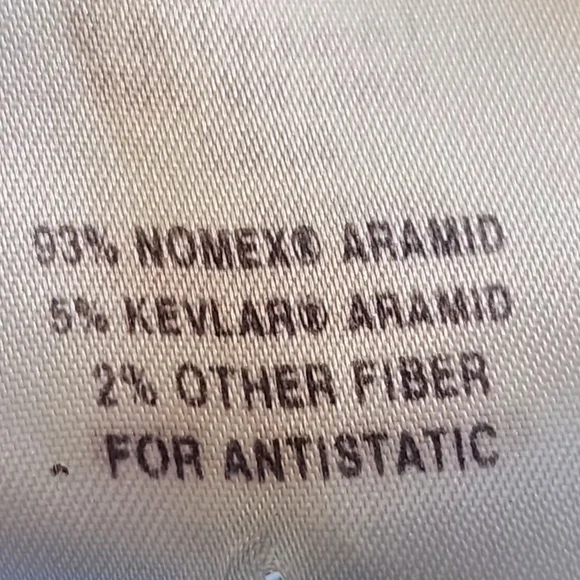 93% NOMEX® ARAMID
5% KEVLAR® ARAMID
2% OTHER FIBER
FOR ANTISTATIC